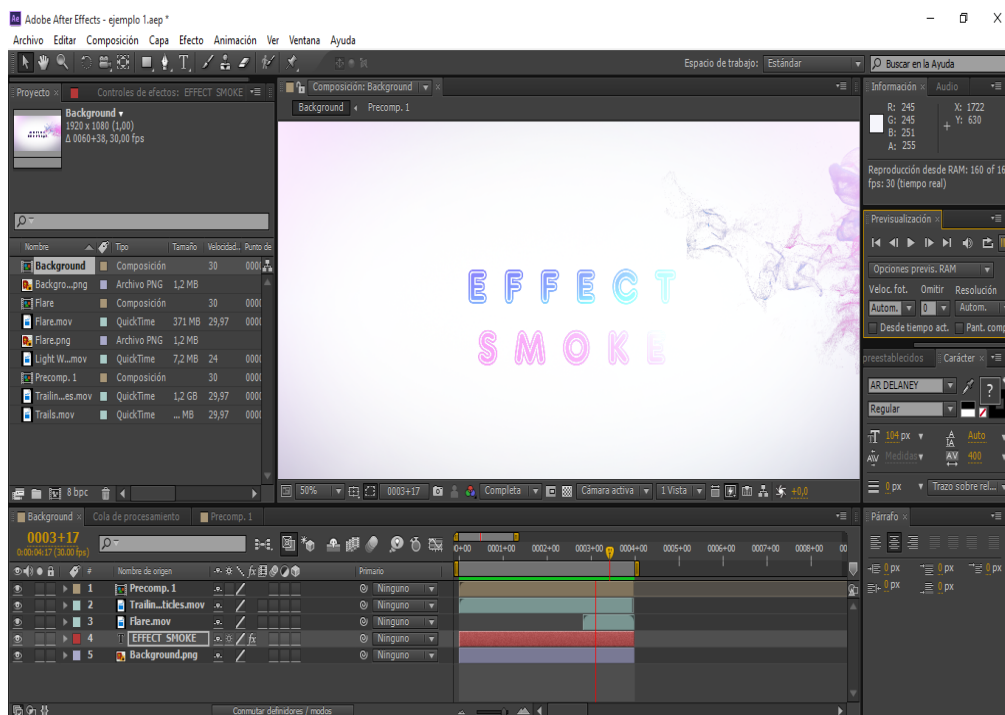 Ae Adobe After Effects - ejemplo 1.aep *
Archivo Editar Composición Capa Efecto Animación Ver Ventana Ayuda
Espacio de trabajo: Estándar
Buscar en la Ayuda
Proyecto × Controles de efectos: EFFECT SMOKE
Background
1920 x 1080 (1,00)
Δ 0060+38, 30,00 fps
Nombre Tipo Tamaño Velocidad... Punto de
Background Composición 30 000
Backgro...png Archivo PNG 1,2 MB
Flare Composición 30 000
Flare.mov QuickTime 371 MB 29,97 000
Flare.png Archivo PNG 1,2 MB
Light W...mov QuickTime 7,2 MB 24 000
Precomp. 1 Composición 30 000
Trailin...es.mov QuickTime 1,2 GB 29,97 000
Trails.mov QuickTime ... MB 29,97 000
8 bpc
Composición: Background
Background Precomp. 1
EFFECT
SMOKE
50% 0003+17 Completa Cámara activa 1 Vista +0,0
Información × Audio
R: 245 X: 1722
G: 245 Y: 630
B: 251
A: 255
Reproducción desde RAM: 160 of 16
fps: 30 (tiempo real)
Previsualización
Opciones previs. RAM
Veloc. fot. Omitir Resolución
Autom. 0 Autom.
Desde tiempo act. Pant. comp
preestablecidos Carácter ×
AR DELANEY
Regular
104 px Auto
Medidas 400
0 px Trazo sobre rel...
Background × Cola de procesamiento Precomp. 1
0003+17
0:00:04:17 (30.00 fps)
0+00 0001+00 0002+00 0003+00 0004+00 0005+00 0006+00 0007+00 0008+00 00
# Nombre de origen Primario
1 Precomp. 1 Ninguno
2 Trailin...ticles.mov Ninguno
3 Flare.mov Ninguno
4 T EFFECT SMOKE fx Ninguno
5 Background.png Ninguno
Conmutar definidores / modos
Párrafo ×
0 px 0 px 0 px
0 px 0 px